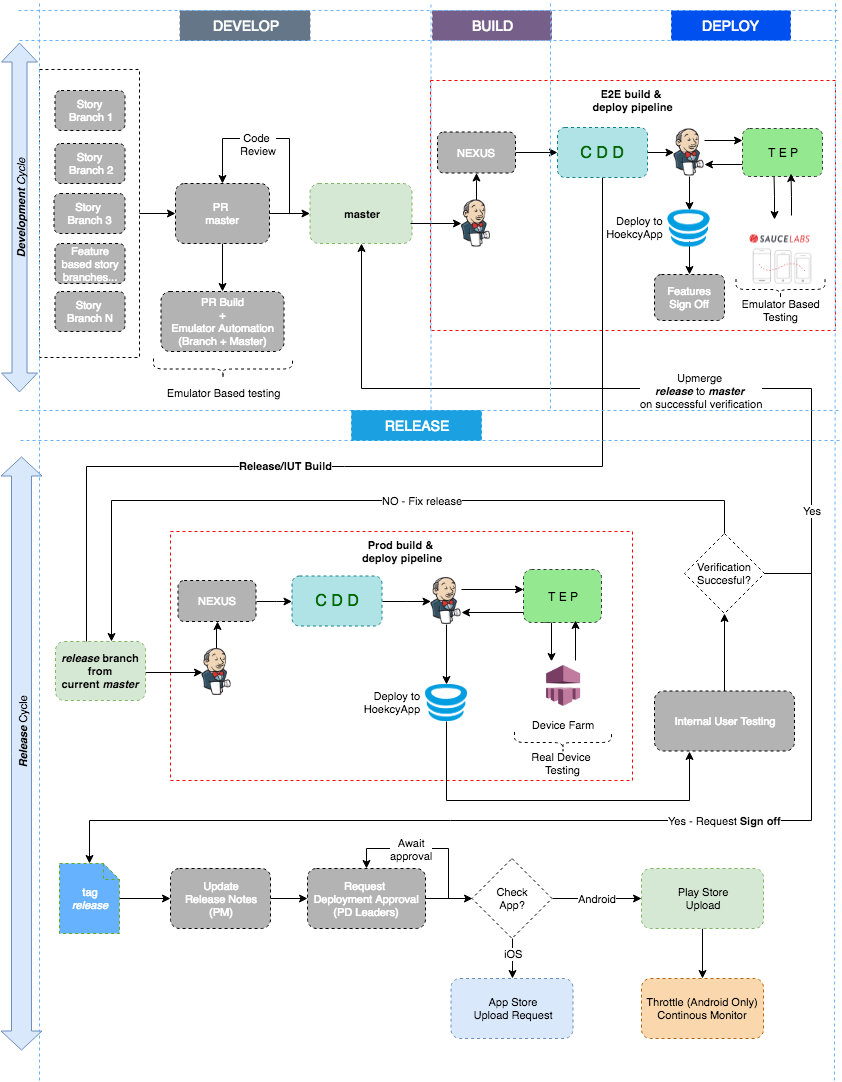 DEVELOP
BUILD
DEPLOY
Development Cycle
Story
Branch 1
Story
Branch 2
Story
Branch 3
Feature
based story
branches...
Story
Branch N
Code
Review
PR
master
PR Build
+
Emulator Automation
(Branch + Master)
Emulator Based testing
master
E2E build &
deploy pipeline
NEXUS
C D D
T E P
Deploy to
HoekcyApp
Features
Sign Off
SAUCELABS
Emulator Based
Testing
Upmerge
release to master
on successful verification
RELEASE
Release Cycle
Release/IUT Build
NO - Fix release
Yes
Verification
Succesful?
Prod build &
deploy pipeline
NEXUS
C D D
T E P
release branch
from
current master
Deploy to
HoekcyApp
Device Farm
Real Device
Testing
Internal User Testing
Yes - Request Sign off
tag
release
Update
Release Notes
(PM)
Await
approval
Request
Deployment Approval
(PD Leaders)
Check
App?
Android
Play Store
Upload
iOS
App Store
Upload Request
Throttle (Android Only)
Continous Monitor